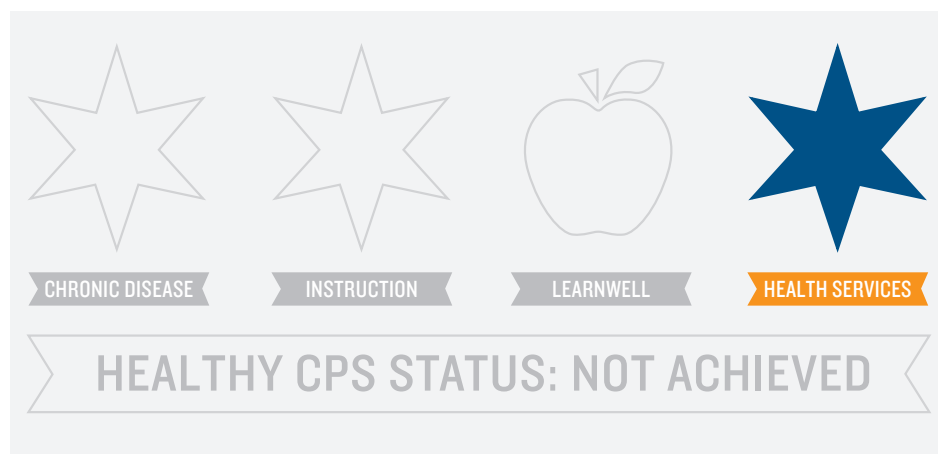 CHRONIC DISEASE
INSTRUCTION
LEARNWELL
HEALTH SERVICES
HEALTHY CPS STATUS: NOT ACHIEVED